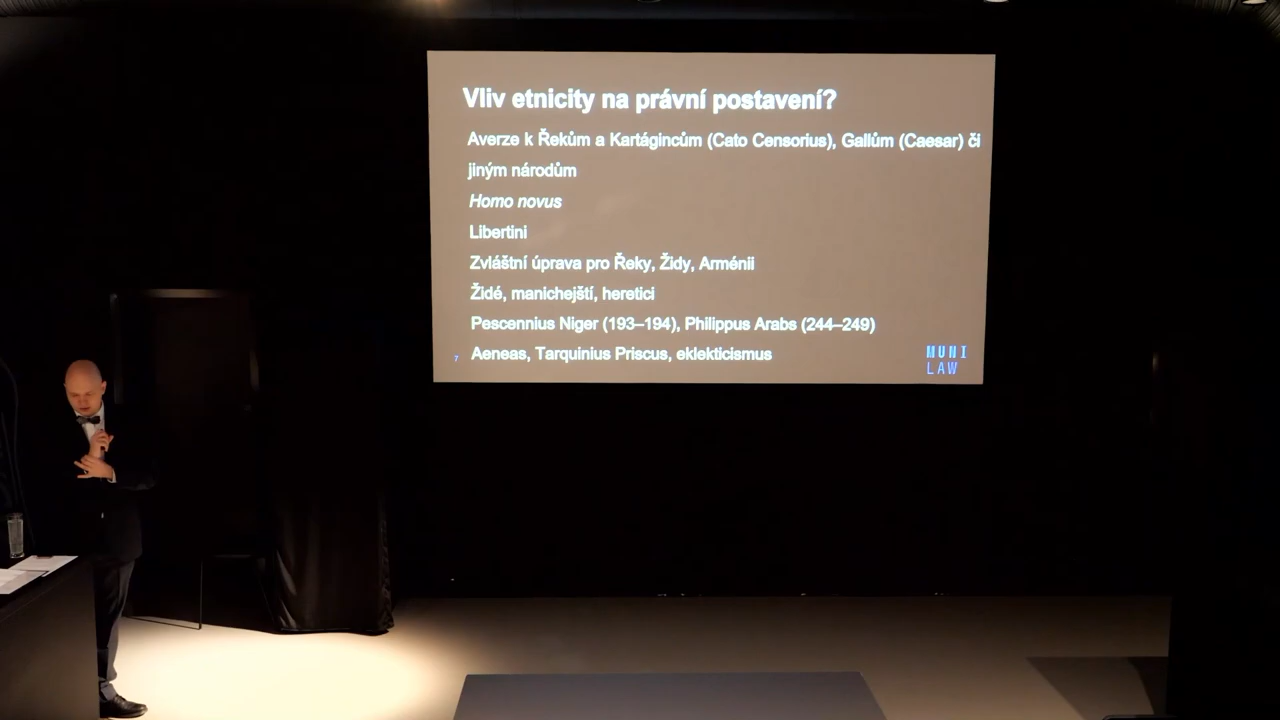 Vliv etnicity na právní postavení?
Averze k Řekům a Kartágincům (Cato Censorius), Gallům (Caesar) či
jiným národům
Homo novus
Libertini
Zvláštní úprava pro Řeky, Židy, Arménii
Židé, manichejští, heretici
Pescennius Niger (193–194), Philippus Arabs (244–249)
7 Aeneas, Tarquinius Priscus, eklekticismus
MUNI
LAW